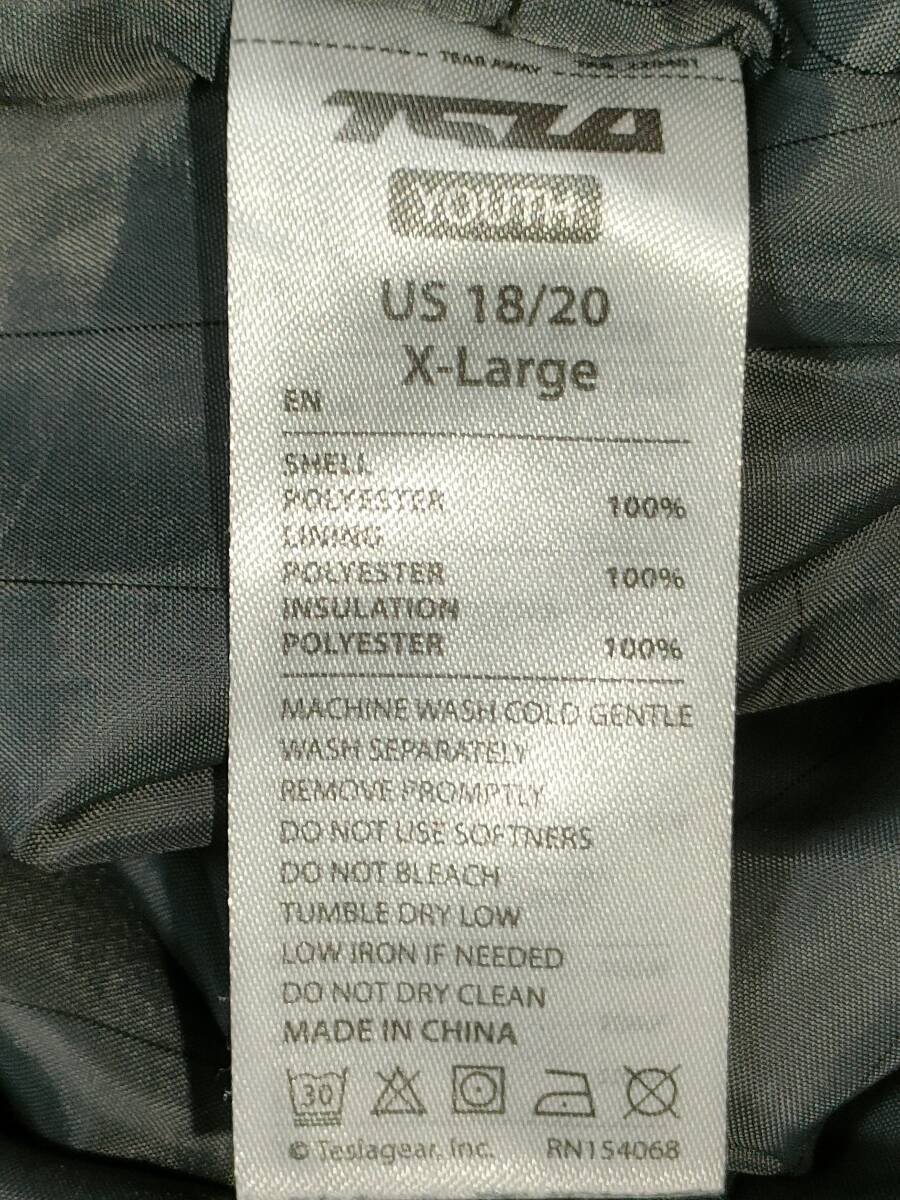 TEAR AWAY
TESLA
YOUTH
US 18/20
X-Large
EN
SHELL
POLYESTER 100%
LINING
POLYESTER 100%
INSULATION
POLYESTER 100%
MACHINE WASH COLD GENTLE
WASH SEPARATELY
REMOVE PROMPTLY
DO NOT USE SOFTNERS
DO NOT BLEACH
TUMBLE DRY LOW
LOW IRON IF NEEDED
DO NOT DRY CLEAN
MADE IN CHINA
30
© Teslagear, Inc. RN154068